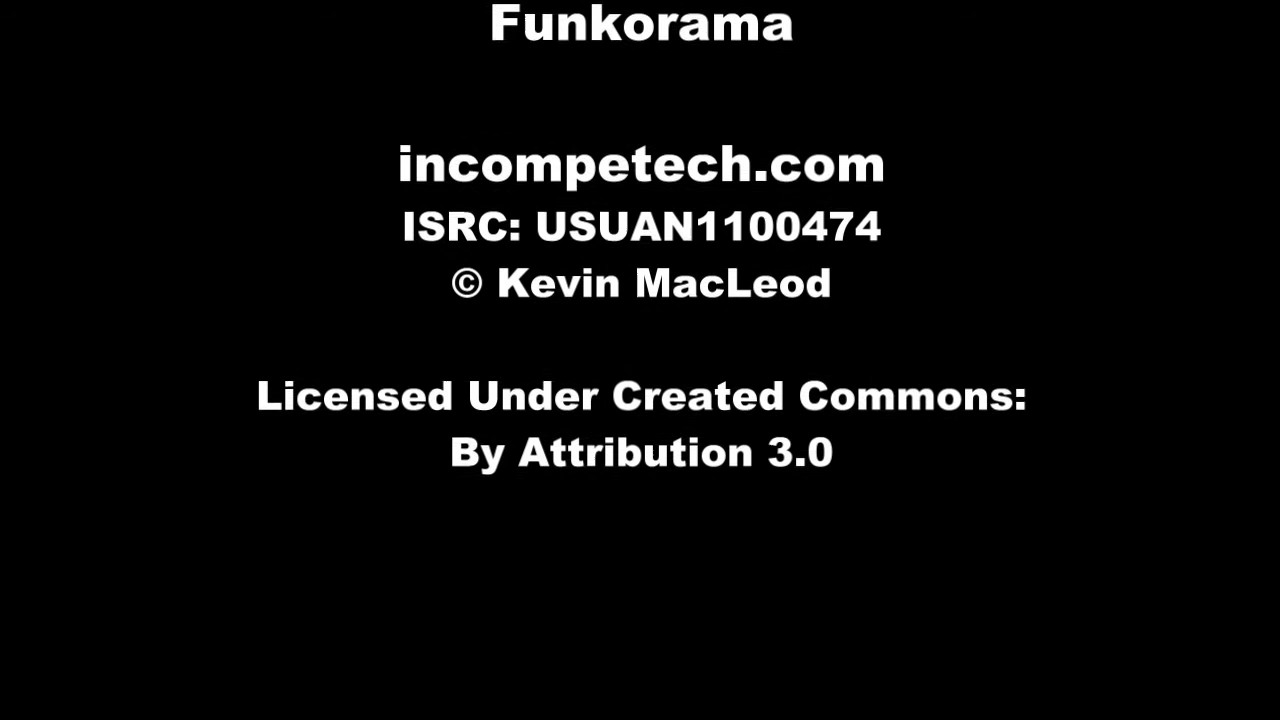 Funkorama
incompetech.com
ISRC: USUAN1100474
© Kevin MacLeod
Licensed Under Created Commons:
By Attribution 3.0